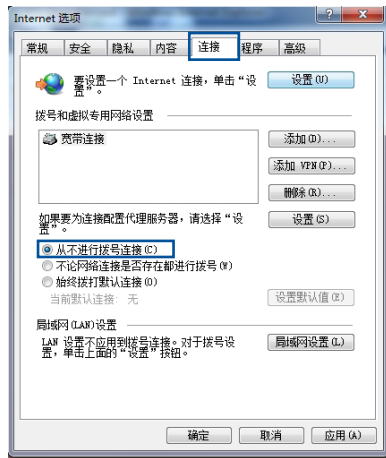 Internet 选项
常规 安全 隐私 内容 连接 程序 高级
要设置一个 Internet 连接，单击“设
置”。
设置(U)
拨号和虚拟专用网络设置
宽带连接
添加(D)...
添加 VPN(P)...
删除(R)...
如果要为连接配置代理服务器，请选择“设
置”。
设置(S)
从不进行拨号连接(C)
不论网络连接是否存在都进行拨号(W)
始终拨打默认连接(O)
当前默认连接： 无
设置默认值(E)
局域网(LAN)设置
LAN 设置不应用到拨号连接。对于拨号设
置，单击上面的“设置”按钮。
局域网设置(L)
确定 取消 应用(A)